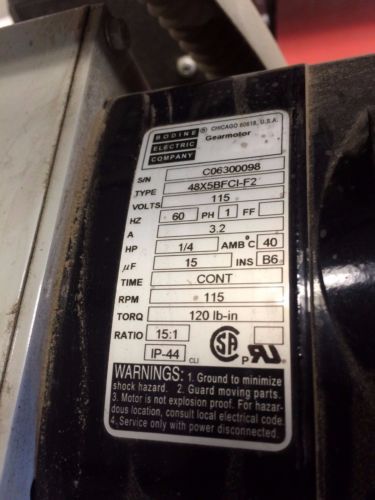 BODINE ® CHICAGO 60618, U.S.A.
ELECTRIC Gearmotor
COMPANY
S/N C06300098
TYPE 48X5BFCI-F2
VOLTS 115
HZ 60 PH 1 FF
A 3.2
HP 1/4 AMB°C 40
µF 15 INS B6
TIME CONT
RPM 115
TORQ 120 lb-in
RATIO 15:1
IP-44 CLI SA P RU
WARNINGS: 1. Ground to minimize
shock hazard. 2. Guard moving parts.
3. Motor is not explosion proof. For hazar-
dous location, consult local electrical code.
4. Service only with power disconnected.